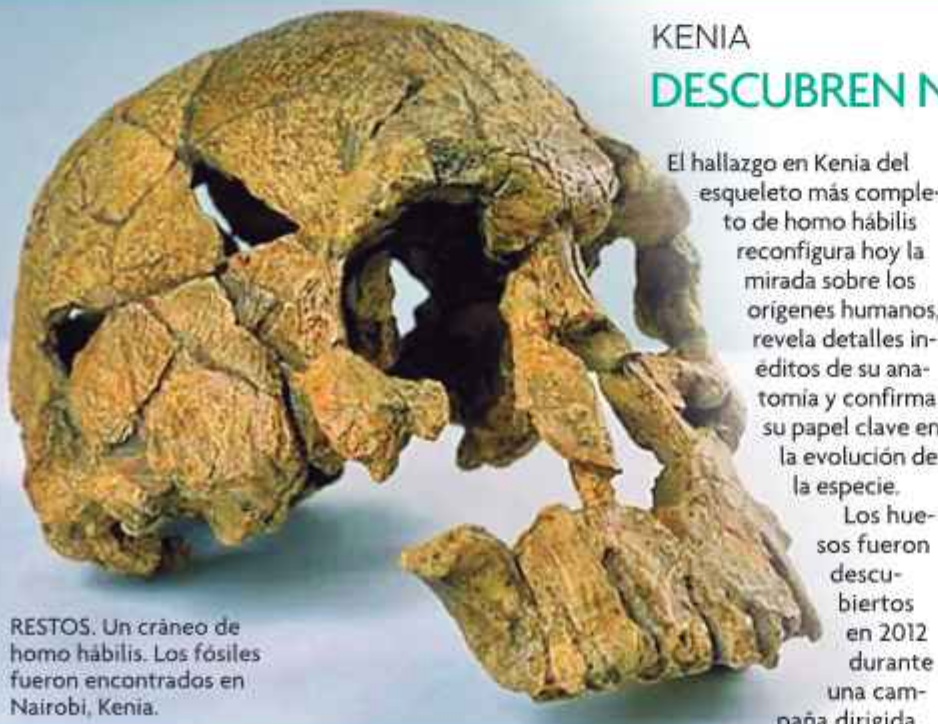 KENIA
DESCUBREN N
El hallazgo en Kenia del
esqueleto más comple-
to de homo hábilis
reconfigura hoy la
mirada sobre los
orígenes humanos,
revela detalles in-
éditos de su ana-
tomía y confirma
su papel clave en
la evolución de
la especie.
Los hue-
sos fueron
descu-
biertos
en 2012
durante
una cam-
paña dirigida
RESTOS. Un cráneo de
homo hábilis. Los fósiles
fueron encontrados en
Nairobi, Kenia.